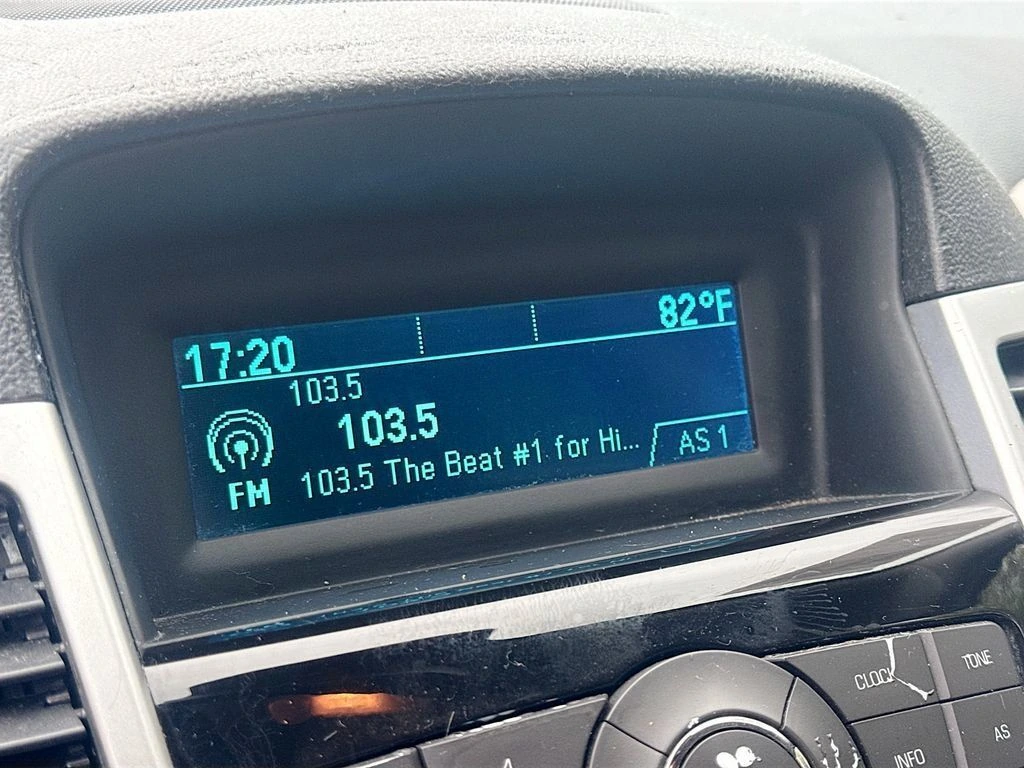 17:20
82°F
103.5
103.5
103.5 The Beat #1 for Hi...
FM
AS 1
CLOCK
TONE
INFO
AS